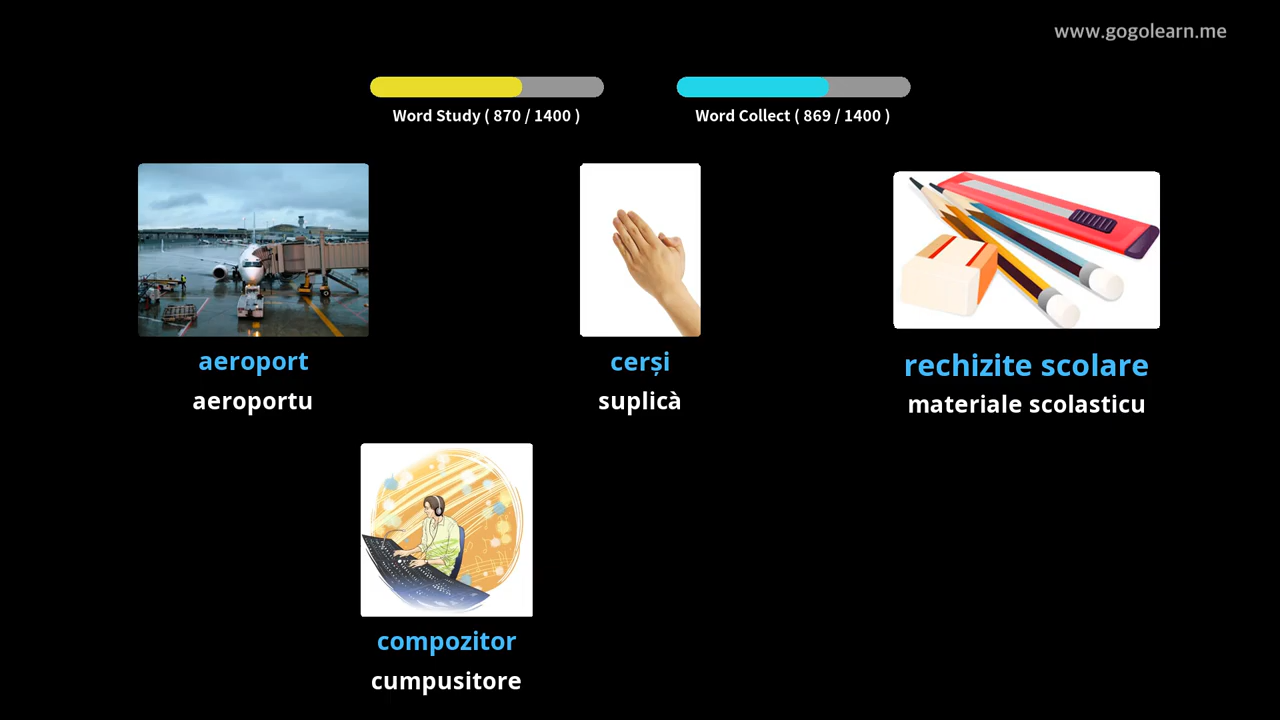 www.gogolearn.me
Word Study ( 870 / 1400 )
Word Collect ( 869 / 1400 )
aeroport
aeroportu
cerși
suplicà
rechizite scolare
materiale scolasticu
compozitor
cumpusitore